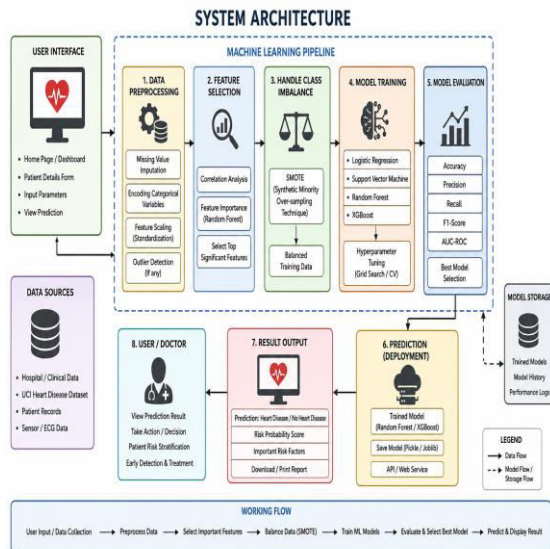 SYSTEM ARCHITECTURE
USER INTERFACE
• Home Page / Dashboard
• Patient Details Form
• Input Parameters
• View Prediction
MACHINE LEARNING PIPELINE
1. DATA
PREPROCESSING
Missing Value
Imputation
Encoding Categorical
Variables
Feature Scaling
(Standardization)
Outlier Detection
(If any)
2. FEATURE
SELECTION
Correlation Analysis
Feature Importance
(Random Forest)
Select Top
Significant Features
3. HANDLE CLASS
IMBALANCE
SMOTE
(Synthetic Minority
Over-sampling
Technique)
Balanced
Training Data
4. MODEL TRAINING
• Logistic Regression
• Support Vector Machine
• Random Forest
• XGBoost
Hyperparameter
Tuning
(Grid Search / CV)
5. MODEL EVALUATION
Accuracy
Precision
Recall
F1-Score
AUC-ROC
Best Model
Selection
DATA SOURCES
• Hospital / Clinical Data
• UCI Heart Disease Dataset
• Patient Records
• Sensor / ECG Data
8. USER / DOCTOR
View Prediction Result
Take Action / Decision
Patient Risk Stratification
Early Detection & Treatment
7. RESULT OUTPUT
Prediction: Heart Disease / No Heart Disease
Risk Probability Score
Important Risk Factors
Download / Print Report
6. PREDICTION
(DEPLOYMENT)
Trained Model
(Random Forest / XGBoost)
Save Model (Pickle / Joblib)
API / Web Service
MODEL STORAGE
Trained Models
Model History
Performance Logs
LEGEND
Data Flow
Model Flow /
Storage Flow
WORKING FLOW
User Input / Data Collection
Preprocess Data
Select Important Features
Balance Data (SMOTE)
Train ML Models
Evaluate & Select Best Model
Predict & Display Result